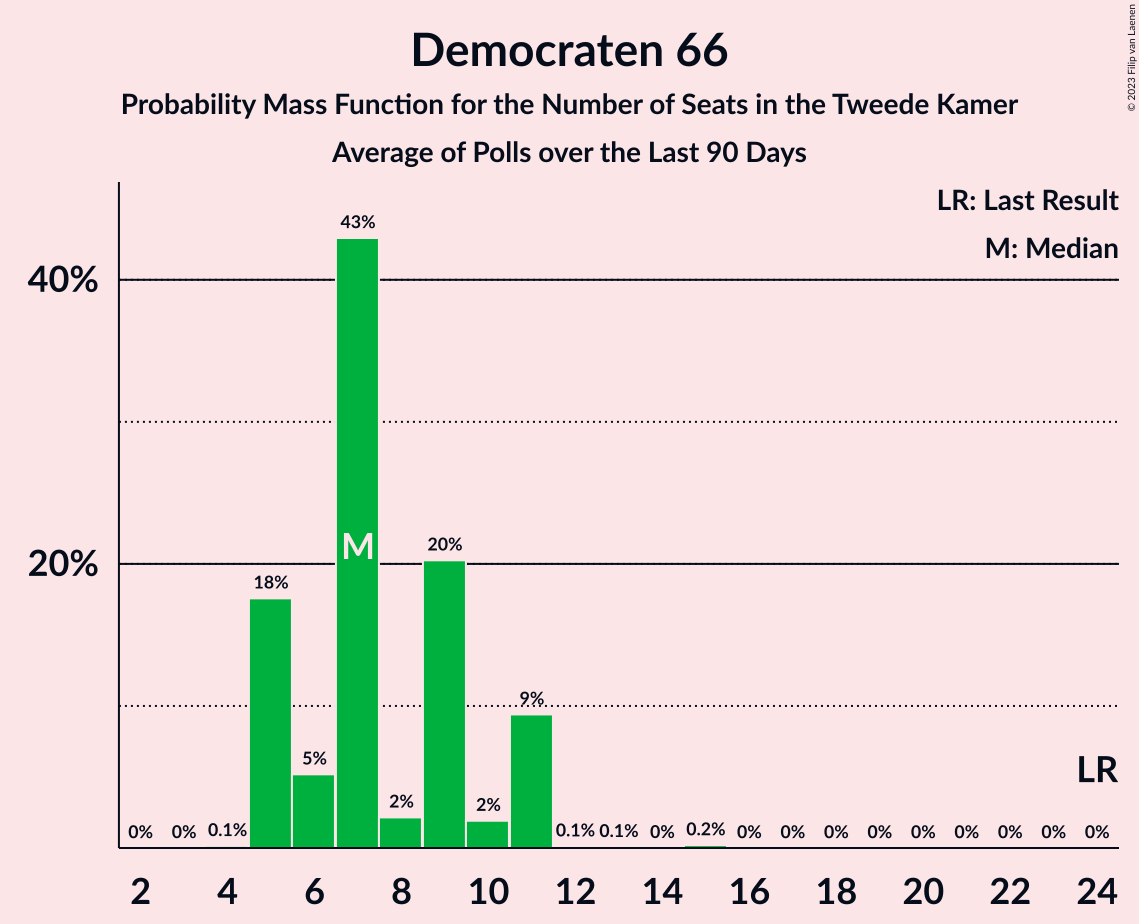 Democraten 66
Probability Mass Function for the Number of Seats in the Tweede Kamer
Average of Polls over the Last 90 Days
© 2023 Filip van Laenen
LR: Last Result
M: Median
40%
20%
0% 0% 0.1% 18% 5% 43% 2% 20% 2% 9% 0.1% 0.1% 0% 0.2% 0% 0% 0% 0% 0% 0% 0% 0% 0%
M
LR
2 4 6 8 10 12 14 16 18 20 22 24